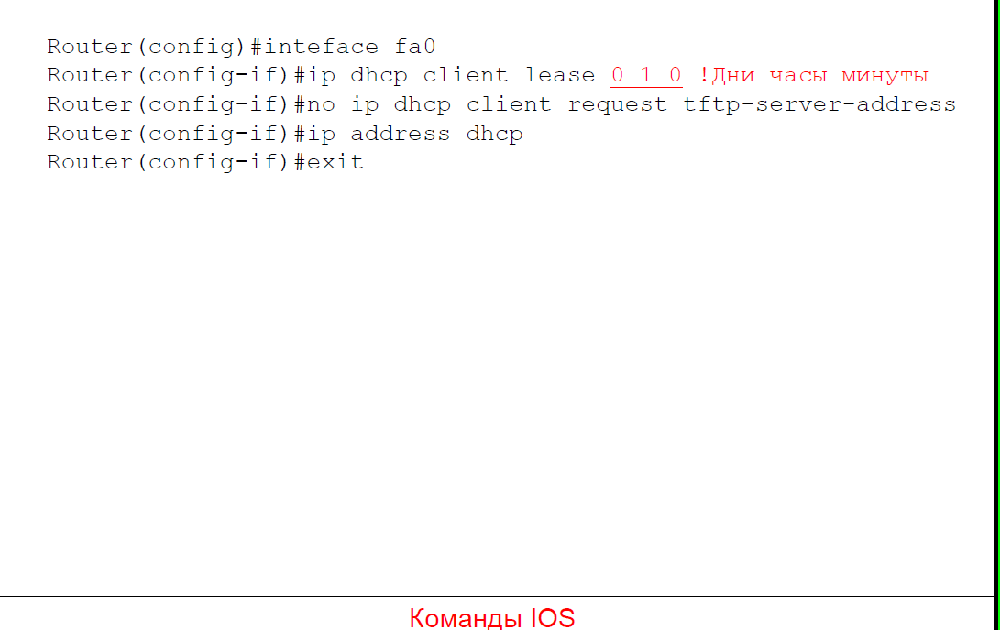 Router(config)#inteface fa0
Router(config-if)#ip dhcp client lease 0 1 0 !Дни часы минуты
Router(config-if)#no ip dhcp client request tftp-server-address
Router(config-if)#ip address dhcp
Router(config-if)#exit
Команды IOS